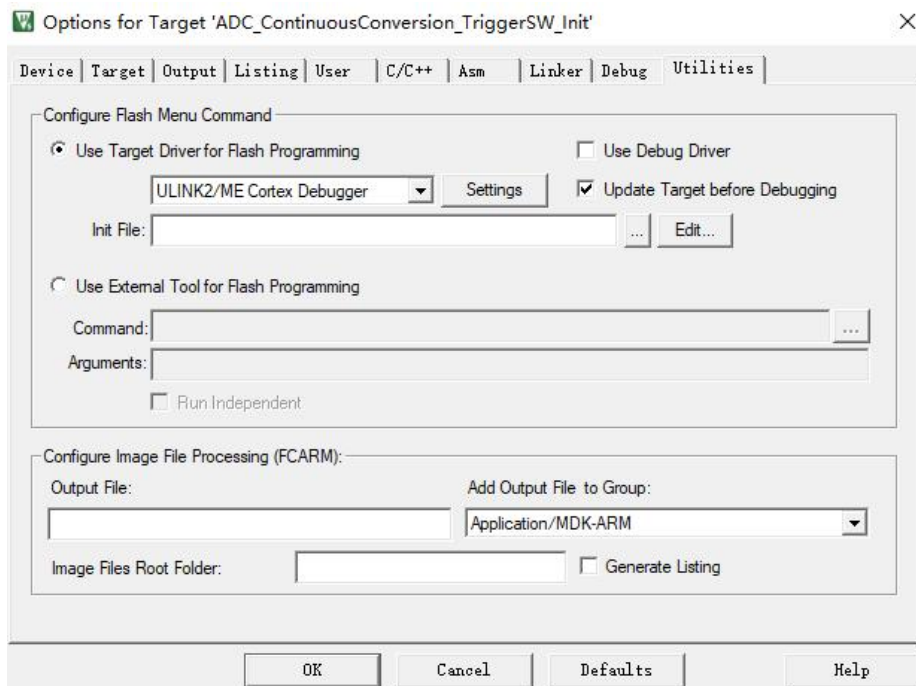 Options for Target 'ADC_ContinuousConversion_TriggerSW_Init'
Device Target Output Listing User C/C++ Asm Linker Debug Utilities
Configure Flash Menu Command
Use Target Driver for Flash Programming
Use Debug Driver
ULINK2/ME Cortex Debugger
Settings
Update Target before Debugging
Init File:
...
Edit...
Use External Tool for Flash Programming
Command:
...
Arguments:
Run Independent
Configure Image File Processing (FCARM):
Output File:
Add Output File to Group:
Application/MDK-ARM
Image Files Root Folder:
Generate Listing
OK Cancel Defaults Help